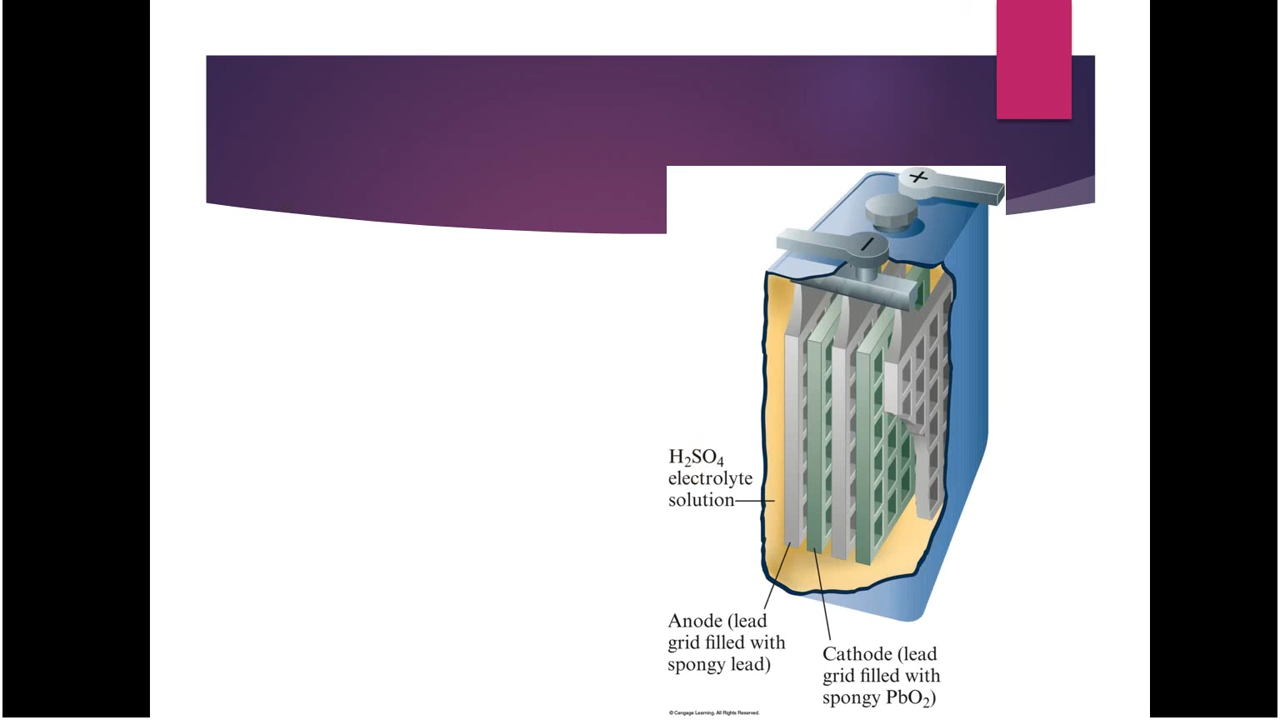 +
–
H₂SO₄
electrolyte
solution
Anode (lead
grid filled with
spongy lead)
Cathode (lead
grid filled with
spongy PbO₂)
© Cengage Learning. All Rights Reserved.